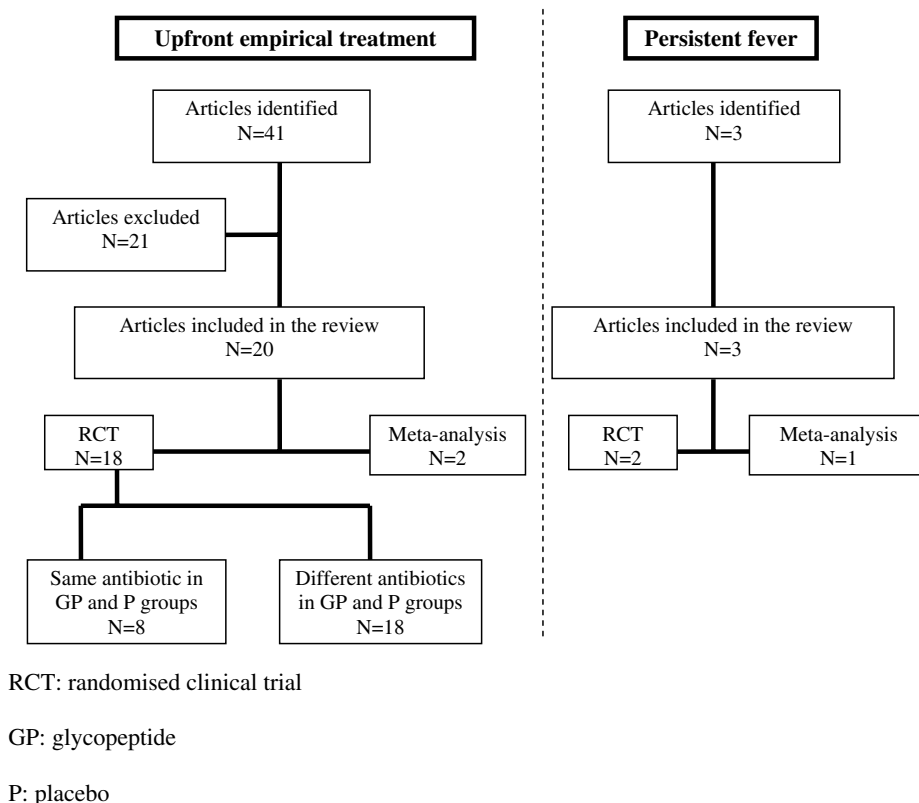 Upfront empirical treatment
Articles identified
N=41
Articles excluded
N=21
Articles included in the review
N=20
RCT
N=18
Meta-analysis
N=2
Same antibiotic in
GP and P groups
N=8
Different antibiotics
in GP and P groups
N=18
Persistent fever
Articles identified
N=3
Articles included in the review
N=3
RCT
N=2
Meta-analysis
N=1
RCT: randomised clinical trial
GP: glycopeptide
P: placebo